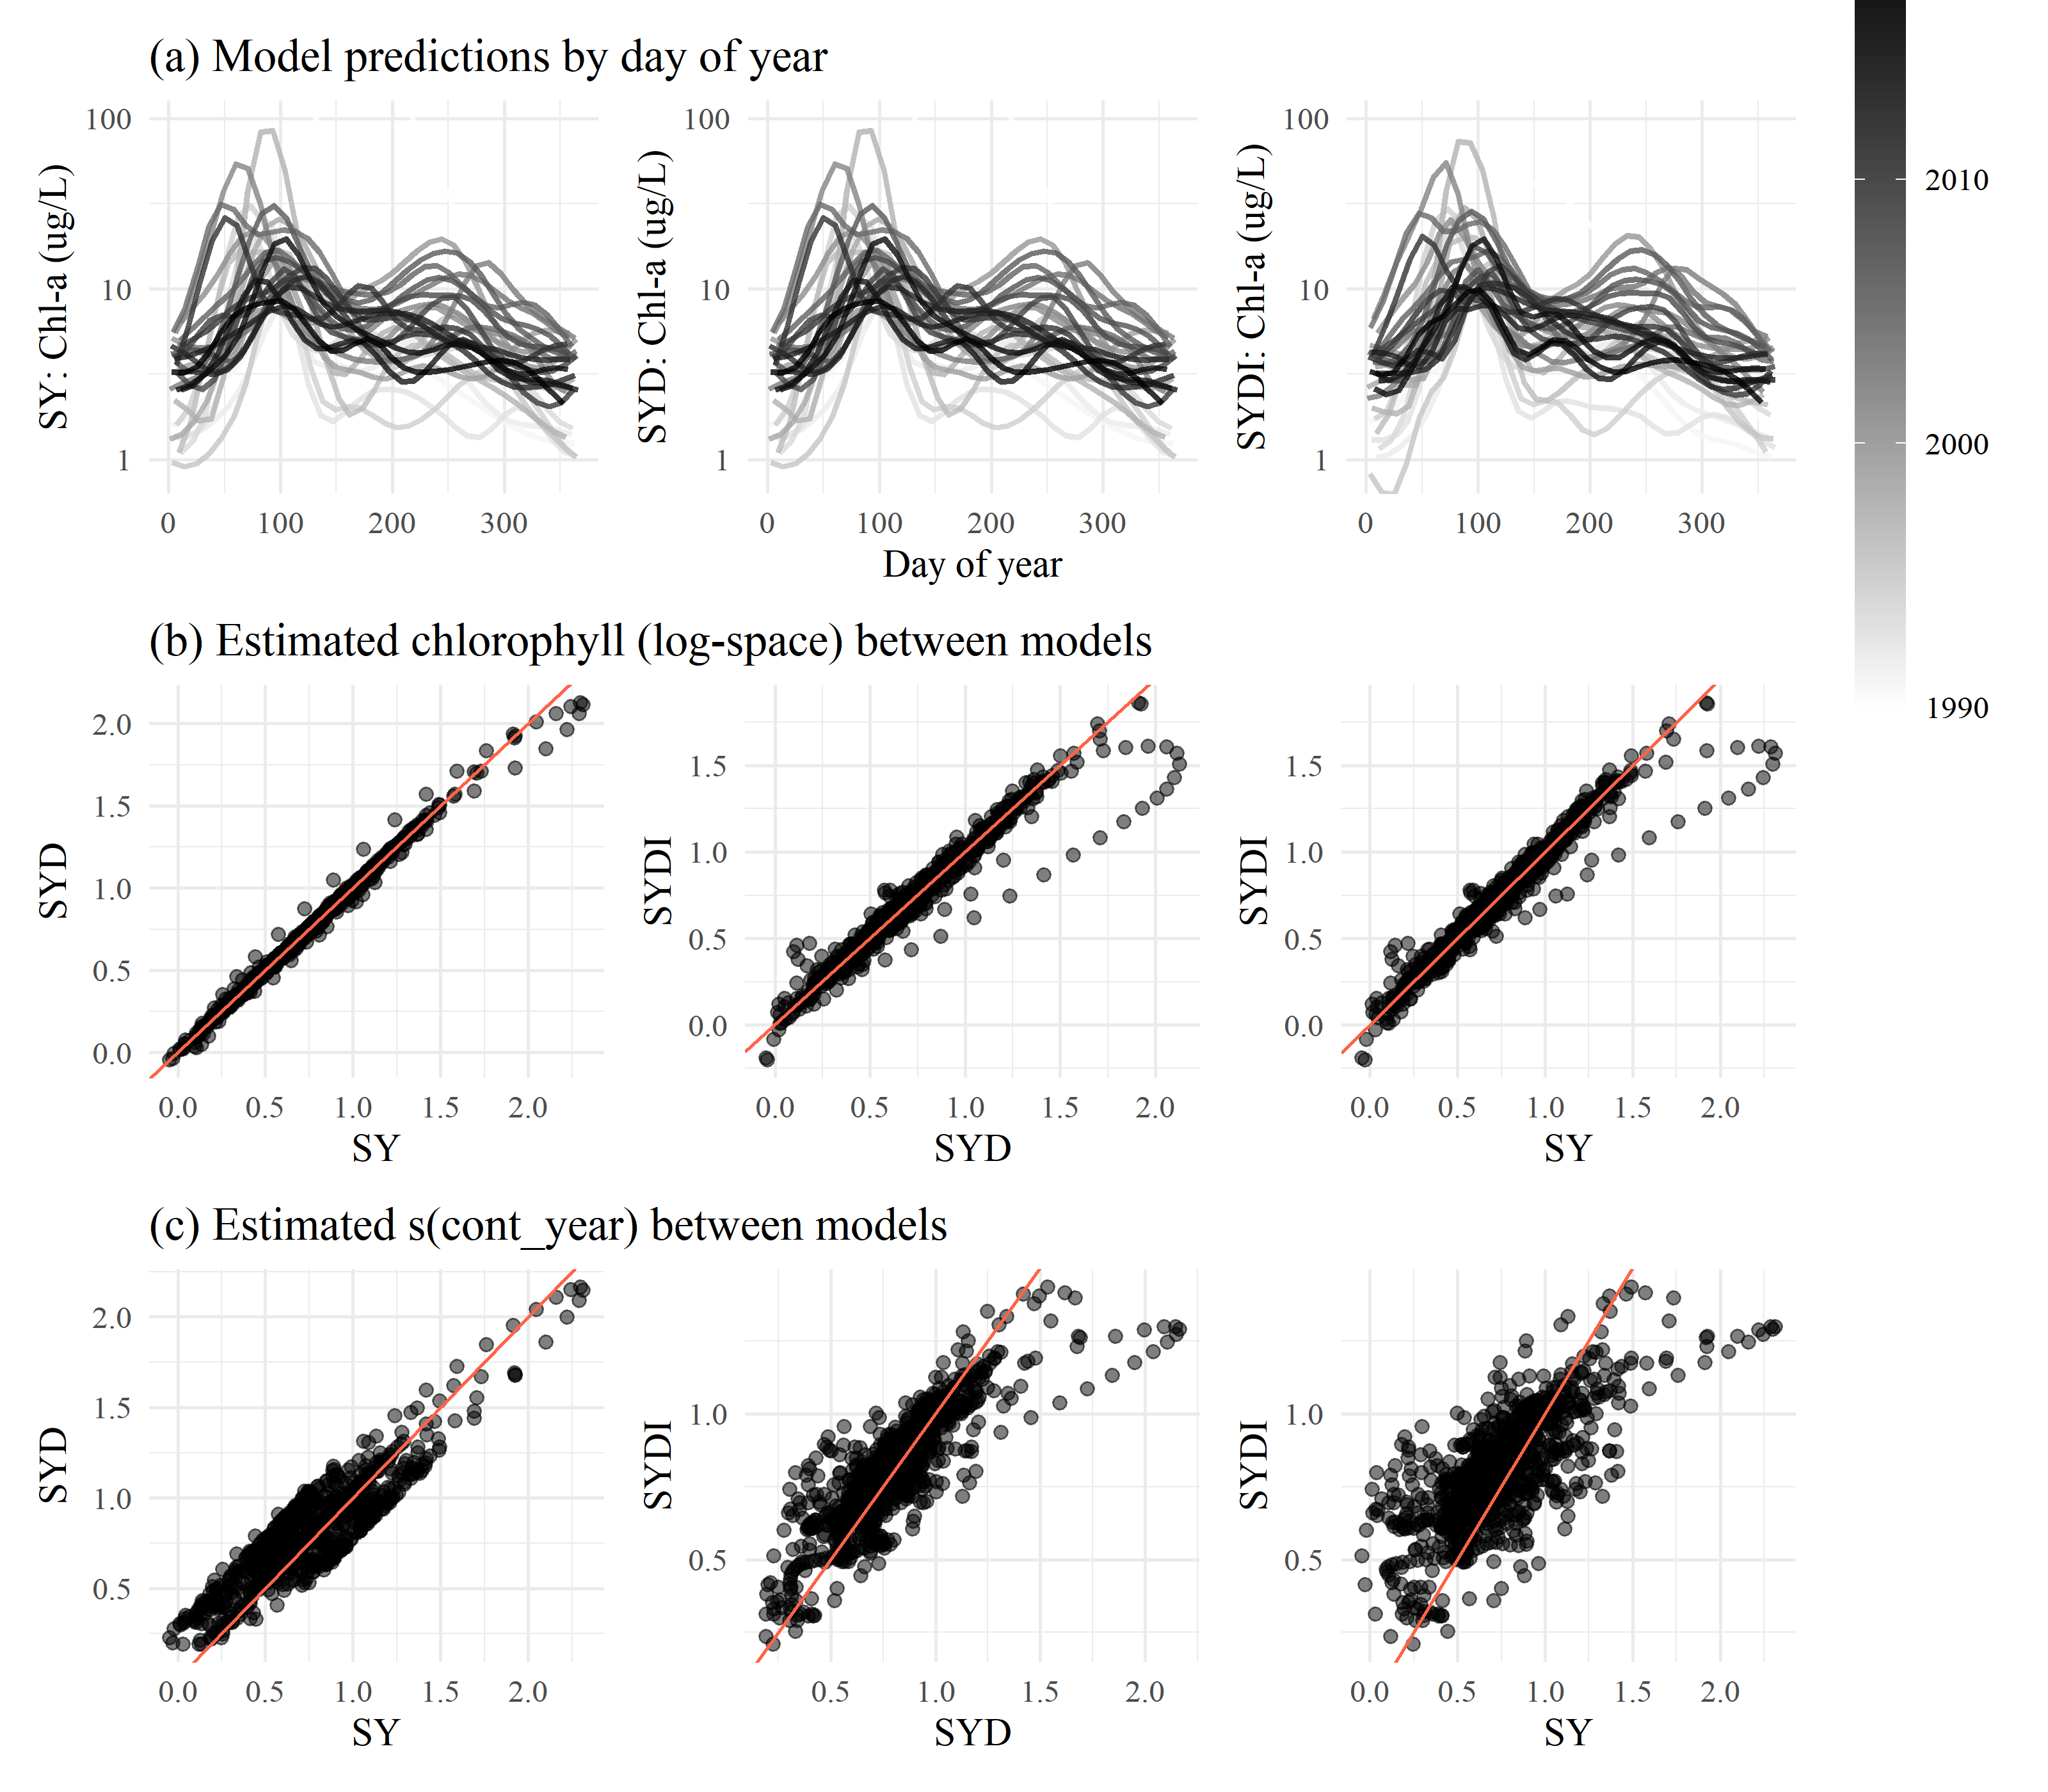 (a) Model predictions by day of year
100
10
1
SY: Chl-a (ug/L)
0 100 200 300
100
10
1
SYD: Chl-a (ug/L)
0 100 200 300
100
10
1
SYDI: Chl-a (ug/L)
0 100 200 300
Day of year
2010
2000
1990
(b) Estimated chlorophyll (log-space) between models
2.0
1.5
1.0
0.5
0.0
SYD
0.0 0.5 1.0 1.5 2.0
SY
1.5
1.0
0.5
0.0
SYDI
0.0 0.5 1.0 1.5 2.0
SYD
1.5
1.0
0.5
0.0
SYDI
0.0 0.5 1.0 1.5 2.0
SY
(c) Estimated s(cont_year) between models
2.0
1.5
1.0
0.5
SYD
0.0 0.5 1.0 1.5 2.0
SY
1.0
0.5
SYDI
0.5 1.0 1.5 2.0
SYD
1.0
0.5
SYDI
0.0 0.5 1.0 1.5 2.0
SY